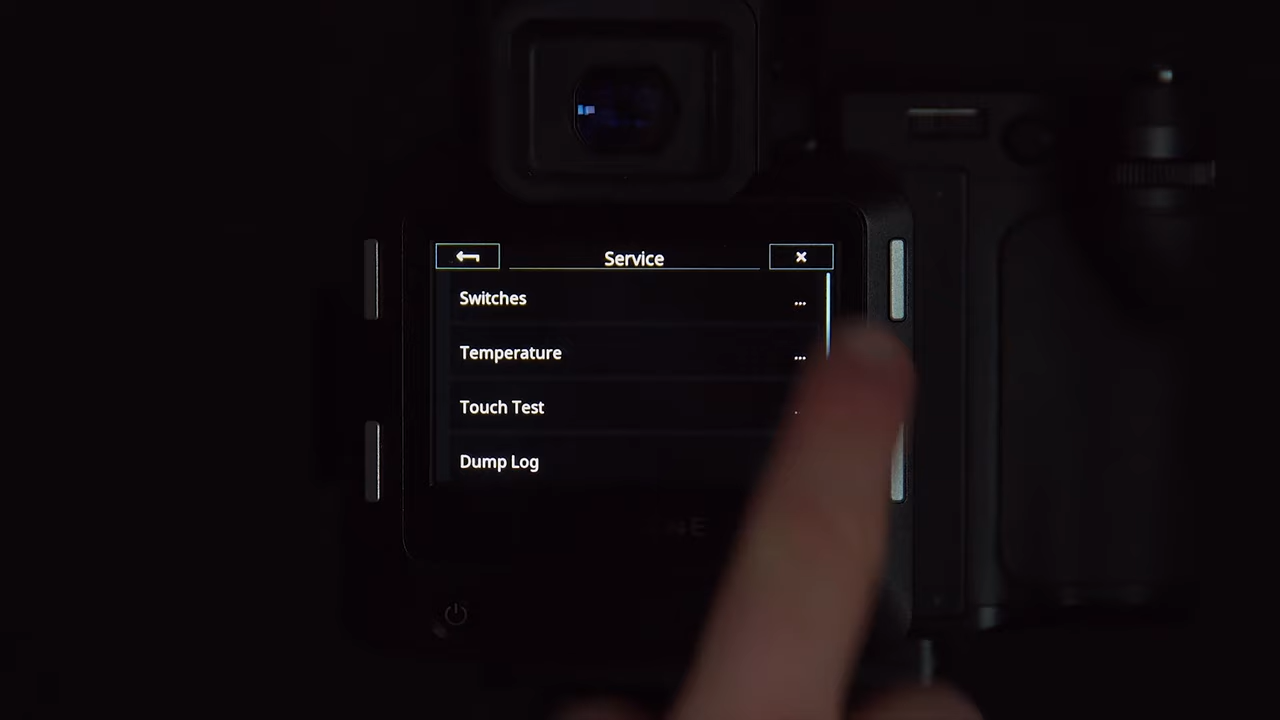 Service
Switches ...
Temperature ...
Touch Test
Dump Log